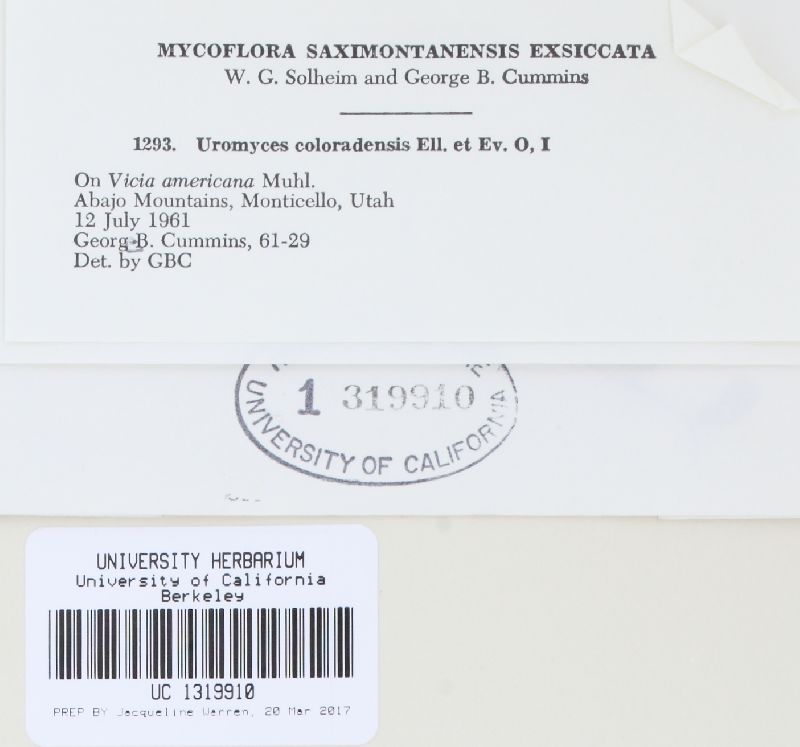 MYCOFLORA SAXIMONTANENSIS EXSICCATA
W. G. Solheim and George B. Cummins
1293. Uromyces coloradensis Ell. et Ev. O, I
On Vicia americana Muhl.
Abajo Mountains, Monticello, Utah
12 July 1961
Georg B. Cummins, 61-29
Det. by GBC
1 319910
UNIVERSITY OF CALIFORNIA
UNIVERSITY HERBARIUM
University of California
Berkeley
UC 1319910
PREP BY Jacqueline Warren, 20 Mar 2017